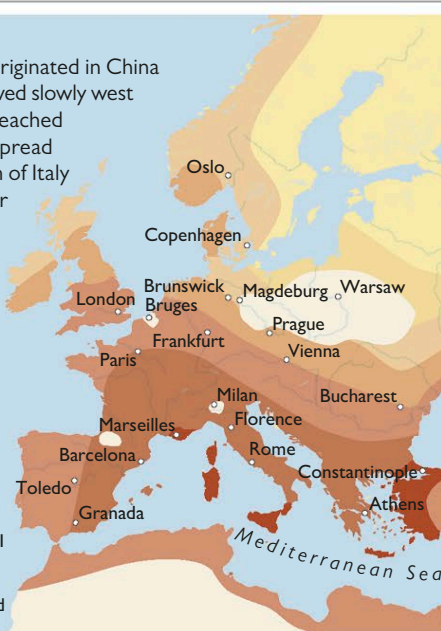 riginated in China
ved slowly west
eached
pread
n of Italy
r
Oslo
Copenhagen
Brunswick
Magdeburg
Warsaw
London
Bruges
Prague
Frankfurt
Vienna
Paris
Milan
Bucharest
Marseilles
Florence
Barcelona
Rome
Constantinople
Toledo
Athens
Granada
l
Mediterranean Sea
d